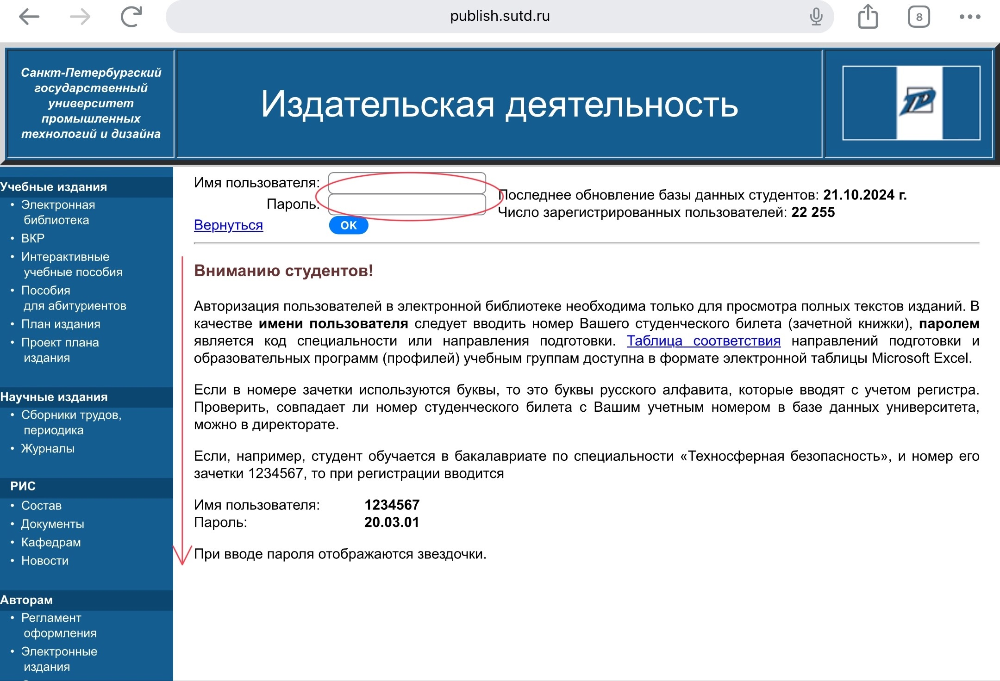 publish.sutd.ru
8
Санкт-Петербургский
государственный
университет
промышленных
технологий и дизайна
Издательская деятельность
Учебные издания
• Электронная
библиотека
• ВКР
• Интерактивные
учебные пособия
• Пособия
для абитуриентов
• План издания
• Проект плана
издания
Научные издания
• Сборники трудов,
периодика
• Журналы
РИС
• Состав
• Документы
• Кафедрам
• Новости
Авторам
• Регламент
оформления
• Электронные
издания
Имя пользователя:
Пароль:
Вернуться
OK
Последнее обновление базы данных студентов: 21.10.2024 г.
Число зарегистрированных пользователей: 22 255
Вниманию студентов!
Авторизация пользователей в электронной библиотеке необходима только для просмотра полных текстов изданий. В
качестве имени пользователя следует вводить номер Вашего студенческого билета (зачетной книжки), паролем
является код специальности или направления подготовки. Таблица соответствия направлений подготовки и
образовательных программ (профилей) учебным группам доступна в формате электронной таблицы Microsoft Excel.
Если в номере зачетки используются буквы, то это буквы русского алфавита, которые вводят с учетом регистра.
Проверить, совпадает ли номер студенческого билета с Вашим учетным номером в базе данных университета,
можно в директорате.
Если, например, студент обучается в бакалавриате по специальности «Техносферная безопасность», и номер его
зачетки 1234567, то при регистрации вводится
Имя пользователя: 1234567
Пароль: 20.03.01
При вводе пароля отображаются звездочки.